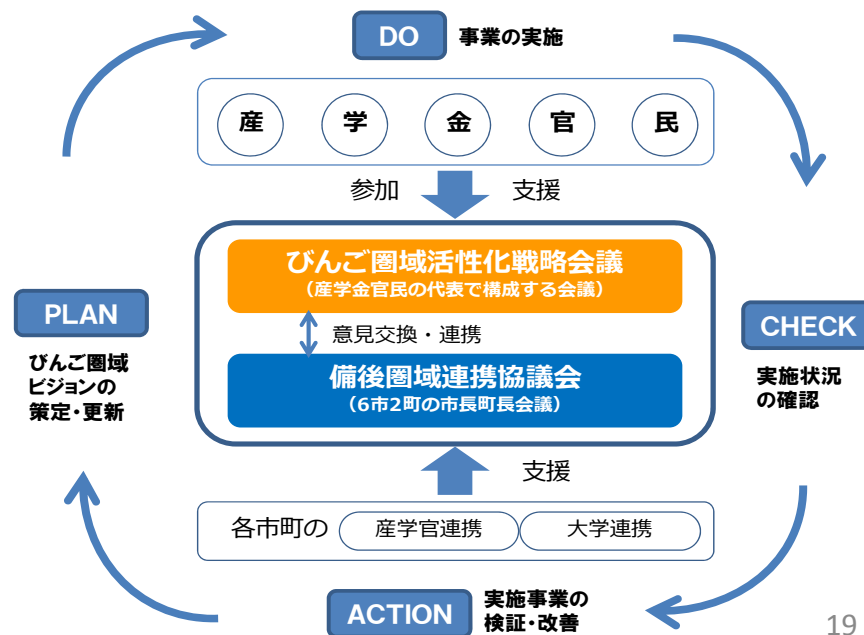 DO 事業の実施
産 学 金 官 民
参加 支援
びんご圏域活性化戦略会議
（産学金官民の代表で構成する会議）
意見交換・連携
備後圏域連携協議会
（6市2町の市長町長会議）
PLAN
びんご圏域
ビジョンの
策定・更新
CHECK
実施状況
の確認
支援
各市町の 産学官連携 大学連携
ACTION 実施事業の
検証・改善
19